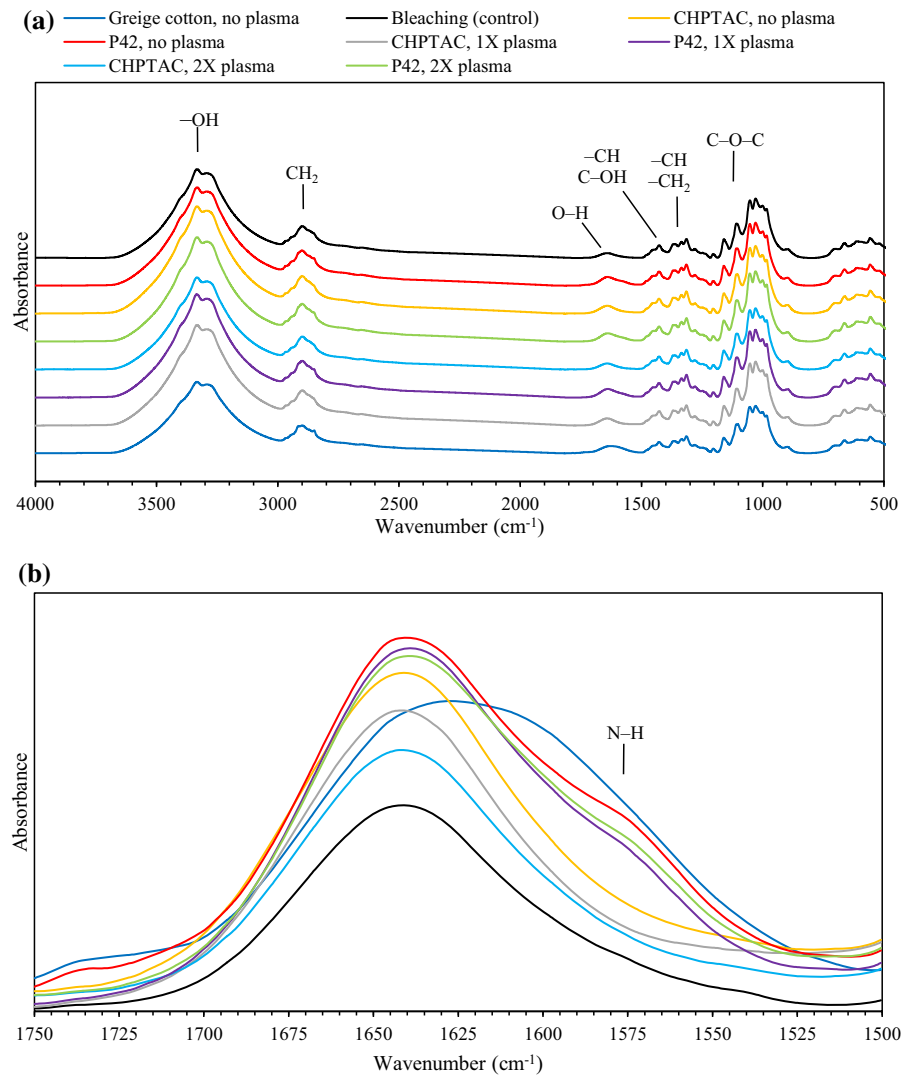 (a)
Greige cotton, no plasma Bleaching (control) CHPTAC, no plasma
P42, no plasma CHPTAC, 1X plasma P42, 1X plasma
CHPTAC, 2X plasma P42, 2X plasma
–OH
CH2
O–H
–CH
C–OH
–CH
–CH2
C–O–C
Absorbance
4000 3500 3000 2500 2000 1500 1000 500
Wavenumber (cm-1)
(b)
N–H
Absorbance
1750 1725 1700 1675 1650 1625 1600 1575 1550 1525 1500
Wavenumber (cm-1)